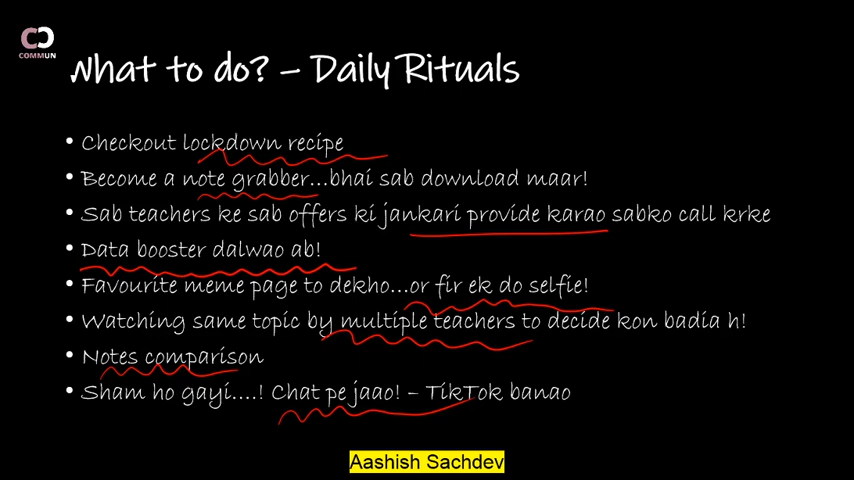 COMMUN
What to do? – Daily Rituals
• Checkout lockdown recipe
• Become a note grabber...bhai sab download maar!
• Sab teachers ke sab offers ki jankari provide karao sabko call krke
• Data booster dalwao ab!
• Favourite meme page to dekho...or fir ek do selfie!
• Watching same topic by multiple teachers to decide kon badia h!
• Notes comparison
• Sham ho gayi....! Chat pe jaao! – TikTok banao
Aashish Sachdev